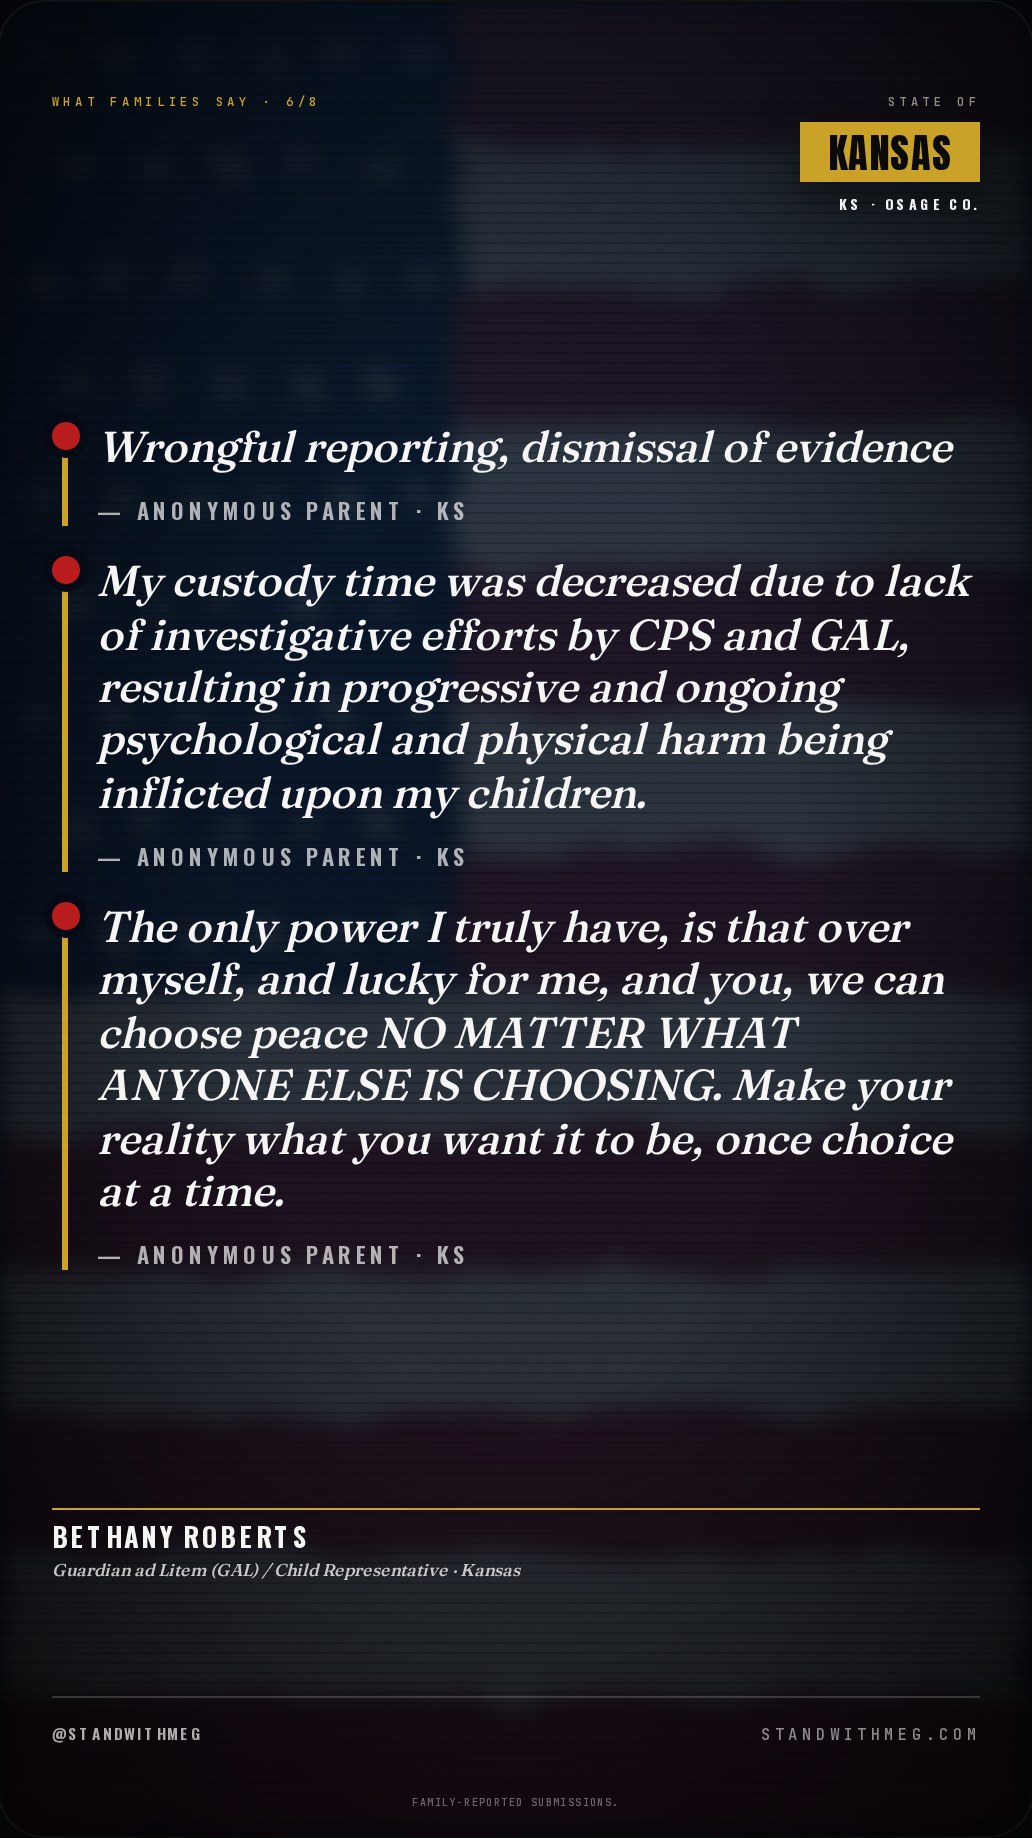 WHAT FAMILIES SAY · 6/8
STATE OF
KANSAS
KS · OSAGE CO.
Wrongful reporting, dismissal of evidence
— ANONYMOUS PARENT · KS
My custody time was decreased due to lack
of investigative efforts by CPS and GAL,
resulting in progressive and ongoing
psychological and physical harm being
inflicted upon my children.
— ANONYMOUS PARENT · KS
The only power I truly have, is that over
myself, and lucky for me, and you, we can
choose peace NO MATTER WHAT
ANYONE ELSE IS CHOOSING. Make your
reality what you want it to be, once choice
at a time.
— ANONYMOUS PARENT · KS
BETHANY ROBERTS
Guardian ad Litem (GAL) / Child Representative · Kansas
@STANDWITHMEG
STANDWITHMEG.COM
FAMILY-REPORTED SUBMISSIONS.